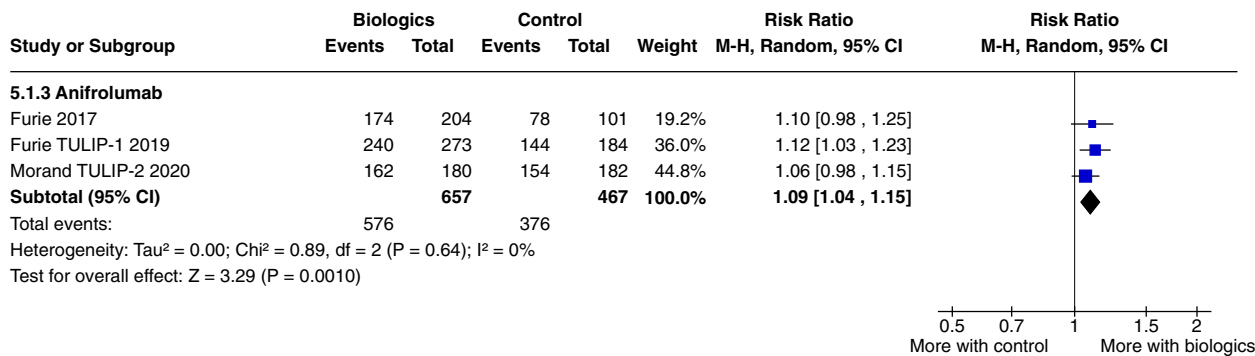 Biologics Control Risk Ratio Risk Ratio
Study or Subgroup Events Total Events Total Weight M-H, Random, 95% CI M-H, Random, 95% CI
5.1.3 Anifrolumab
Furie 2017 174 204 78 101 19.2% 1.10 [0.98 , 1.25]
Furie TULIP-1 2019 240 273 144 184 36.0% 1.12 [1.03 , 1.23]
Morand TULIP-2 2020 162 180 154 182 44.8% 1.06 [0.98 , 1.15]
Subtotal (95% CI) 657 467 100.0% 1.09 [1.04 , 1.15]
Total events: 576 376
Heterogeneity: Tau² = 0.00; Chi² = 0.89, df = 2 (P = 0.64); I² = 0%
Test for overall effect: Z = 3.29 (P = 0.0010)
0.5 0.7 1 1.5 2
More with control More with biologics